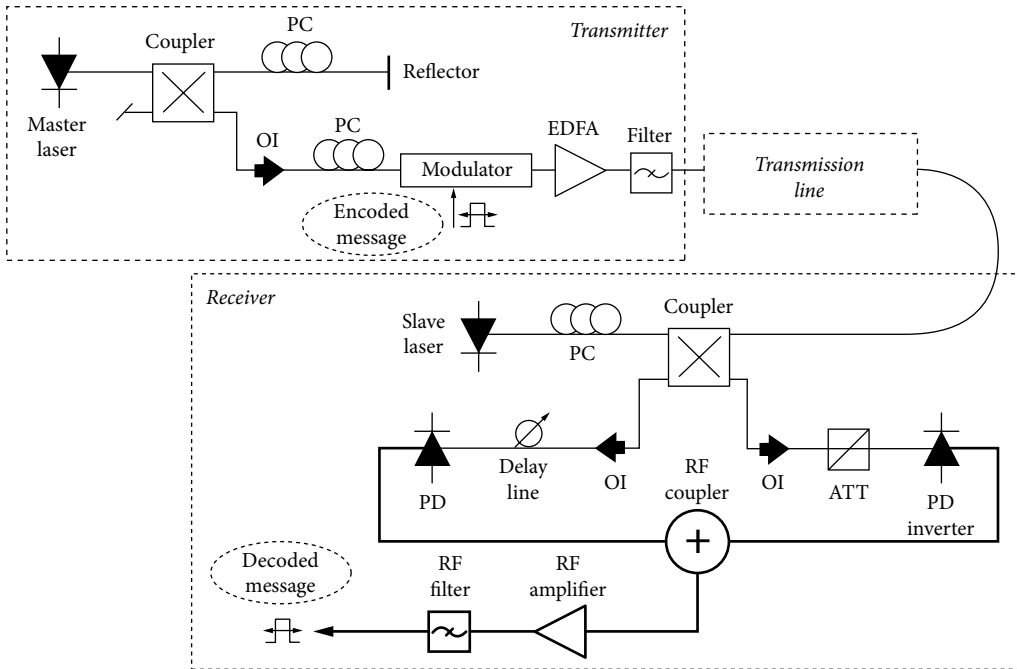 Transmitter
PC
Coupler
Reflector
Master
laser
OI
PC
EDFA
Filter
Modulator
Encoded
message
Transmission
line
Receiver
Coupler
Slave
laser
PC
Delay
line
OI
RF
coupler
OI
ATT
PD
PD
inverter
+
Decoded
message
RF
filter
RF
amplifier